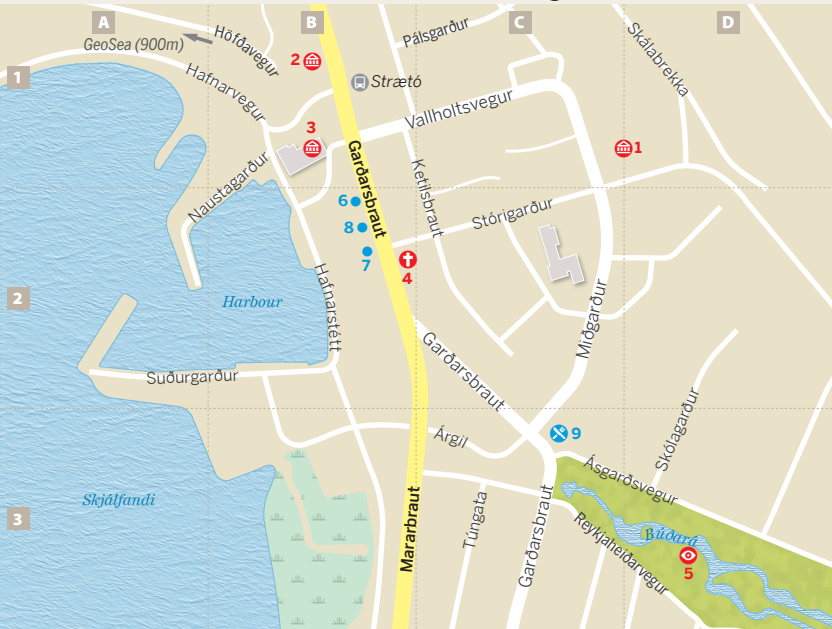 A
B
C
D
GeoSea (900m)
Höfðavegur
Pálsgarður
Skálabrekka
2
1
Strætó
Hafnarvegur
Vallholtsvegur
3
1
Garðarsbraut
Ketilsbraut
Naustagarður
6
Stórigarður
8
7
4
Hafnarstétt
2
Harbour
Miðgarður
Garðarsbraut
Suðurgarður
Árgil
9
Skólagarður
Ásgarðsvegur
Skjálfandi
3
Mararbraut
Túngata
Garðarsbraut
Reykjaheiðarvegur
Búðará
5